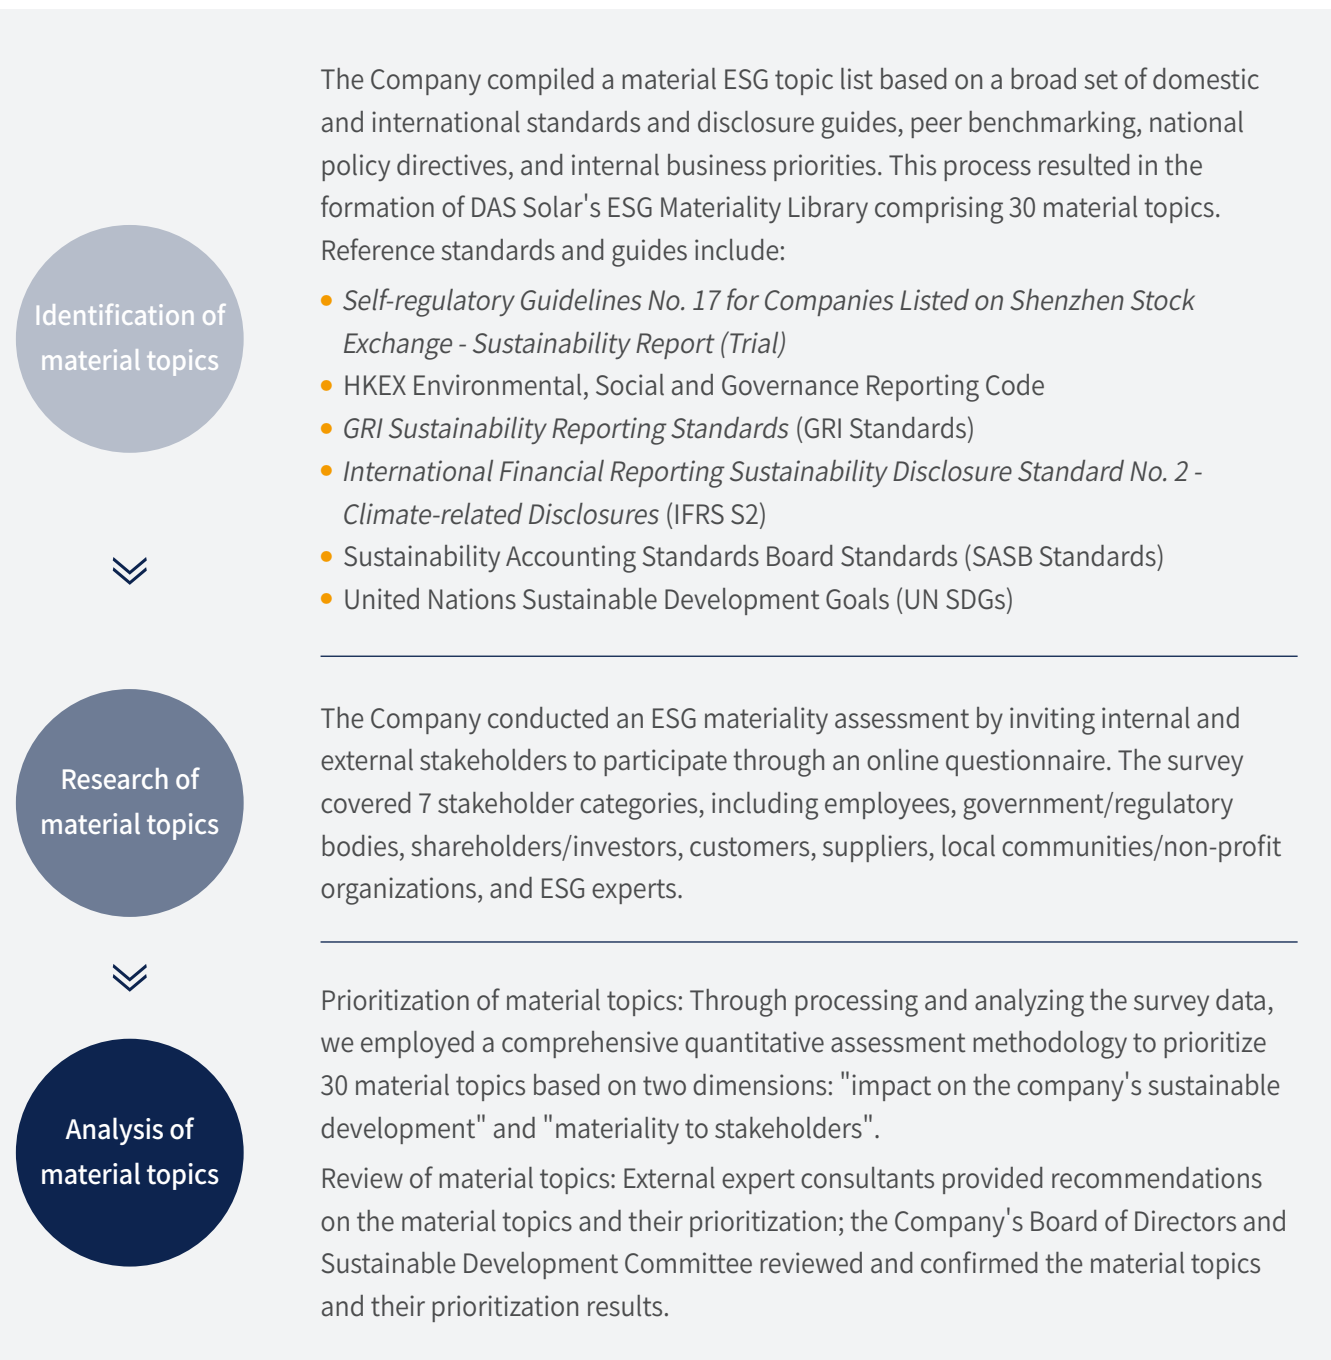 The Company compiled a material ESG topic list based on a broad set of domestic
and international standards and disclosure guides, peer benchmarking, national
policy directives, and internal business priorities. This process resulted in the
formation of DAS Solar's ESG Materiality Library comprising 30 material topics.
Reference standards and guides include:
Identification of
material topics
• Self-regulatory Guidelines No. 17 for Companies Listed on Shenzhen Stock
Exchange - Sustainability Report (Trial)
• HKEX Environmental, Social and Governance Reporting Code
• GRI Sustainability Reporting Standards (GRI Standards)
• International Financial Reporting Sustainability Disclosure Standard No. 2 -
Climate-related Disclosures (IFRS S2)
• Sustainability Accounting Standards Board Standards (SASB Standards)
• United Nations Sustainable Development Goals (UN SDGs)
Research of
material topics
The Company conducted an ESG materiality assessment by inviting internal and
external stakeholders to participate through an online questionnaire. The survey
covered 7 stakeholder categories, including employees, government/regulatory
bodies, shareholders/investors, customers, suppliers, local communities/non-profit
organizations, and ESG experts.
Analysis of
material topics
Prioritization of material topics: Through processing and analyzing the survey data,
we employed a comprehensive quantitative assessment methodology to prioritize
30 material topics based on two dimensions: "impact on the company's sustainable
development" and "materiality to stakeholders".
Review of material topics: External expert consultants provided recommendations
on the material topics and their prioritization; the Company's Board of Directors and
Sustainable Development Committee reviewed and confirmed the material topics
and their prioritization results.